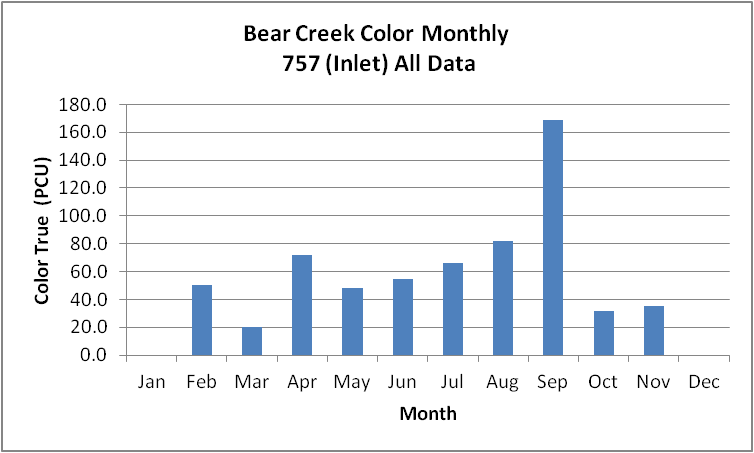 Bear Creek Color Monthly
757 (Inlet) All Data
Color True (PCU)
180.0
160.0
140.0
120.0
100.0
80.0
60.0
40.0
20.0
0.0
Jan Feb Mar Apr May Jun Jul Aug Sep Oct Nov Dec
Month